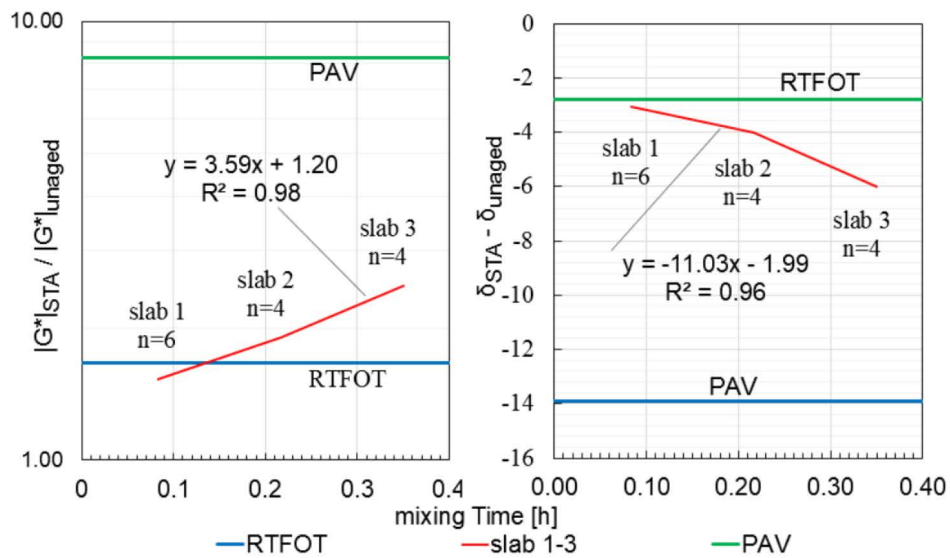 10.00
1.00
|G*|STA / |G*|unaged
PAV
y = 3.59x + 1.20
R² = 0.98
slab 1
n=6
slab 2
n=4
slab 3
n=4
RTFOT
0
0.1
0.2
0.3
0.4
0
-2
-4
-6
-8
-10
-12
-14
-16
δSTA - δunaged
RTFOT
slab 1
n=6
slab 2
n=4
slab 3
n=4
y = -11.03x - 1.99
R² = 0.96
PAV
0.00
0.10
0.20
0.30
0.40
mixing Time [h]
RTFOT
slab 1-3
PAV